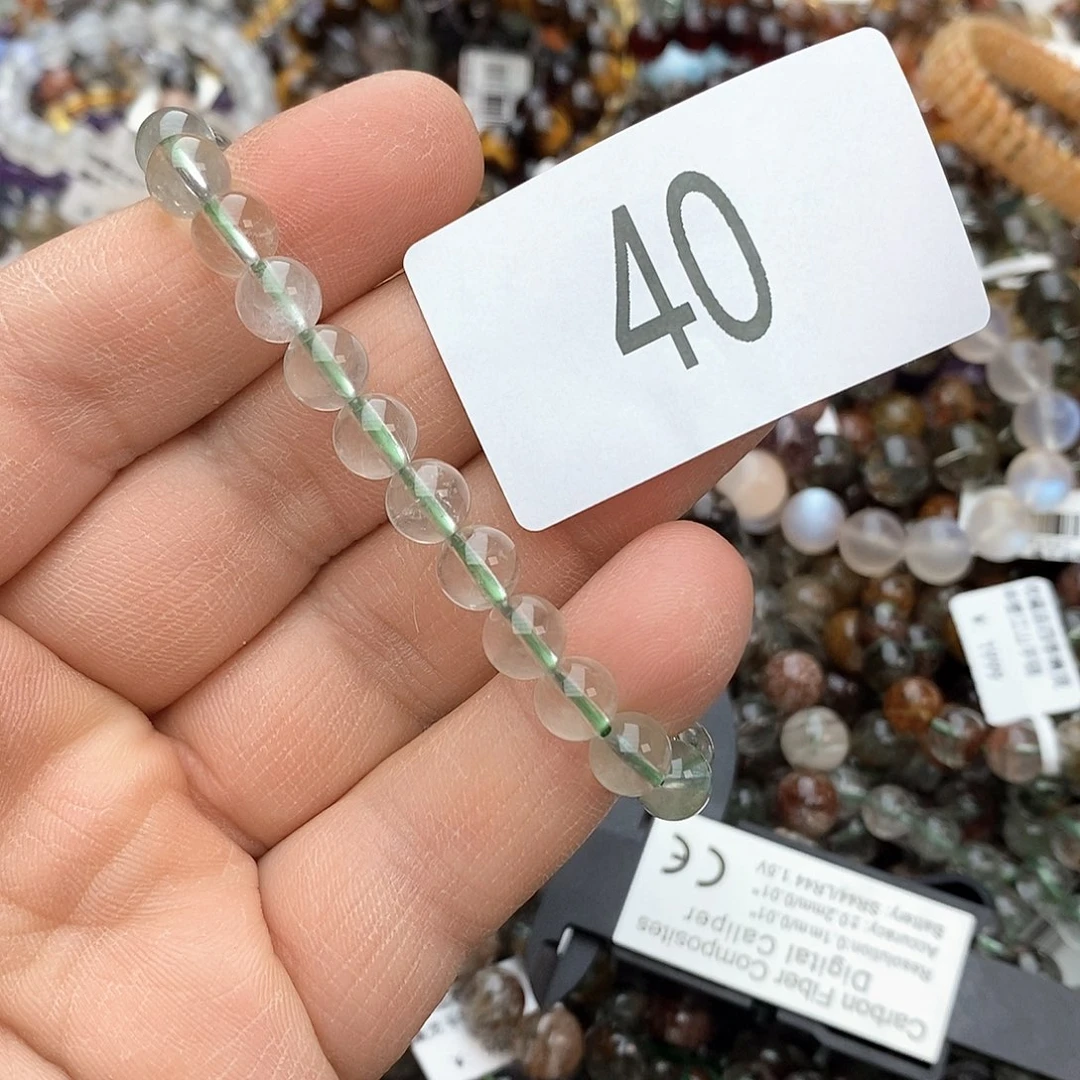 40
CE
Carbon Fiber Composites
Digital Caliper
Resolution:0.1mm/0.01"
Accuracy: ±0.2mm/0.01"
Battery: SR44/LR44 1.5V